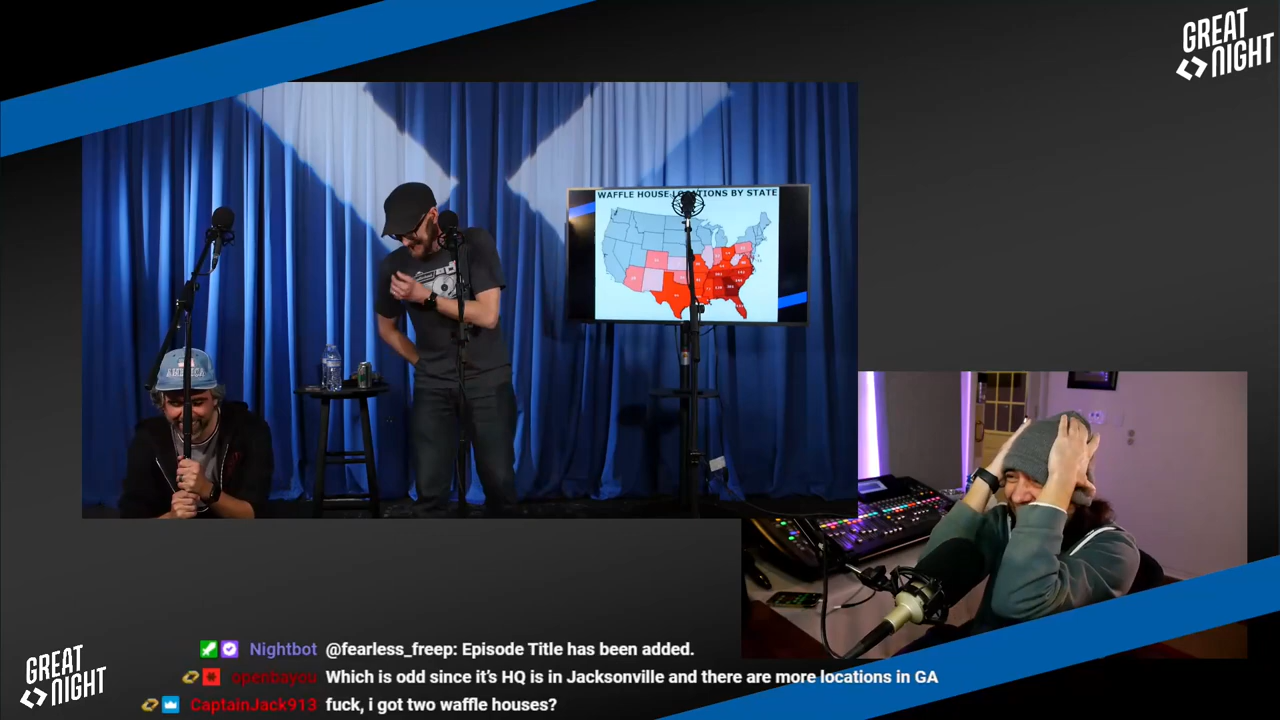 GREAT
NIGHT
WAFFLE HOUSE LOCATIONS BY STATE
AMERICA
GREAT
NIGHT
Nightbot @fearless_freep: Episode Title has been added.
openbayou Which is odd since it's HQ is in Jacksonville and there are more locations in GA
CaptainJack913 fuck, i got two waffle houses?